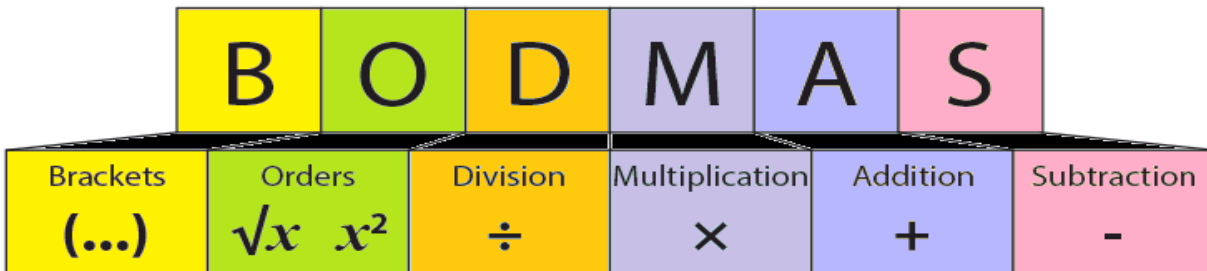 B O D M A S
Brackets Orders Division Multiplication Addition Subtraction
(...) √x x² ÷ × + -